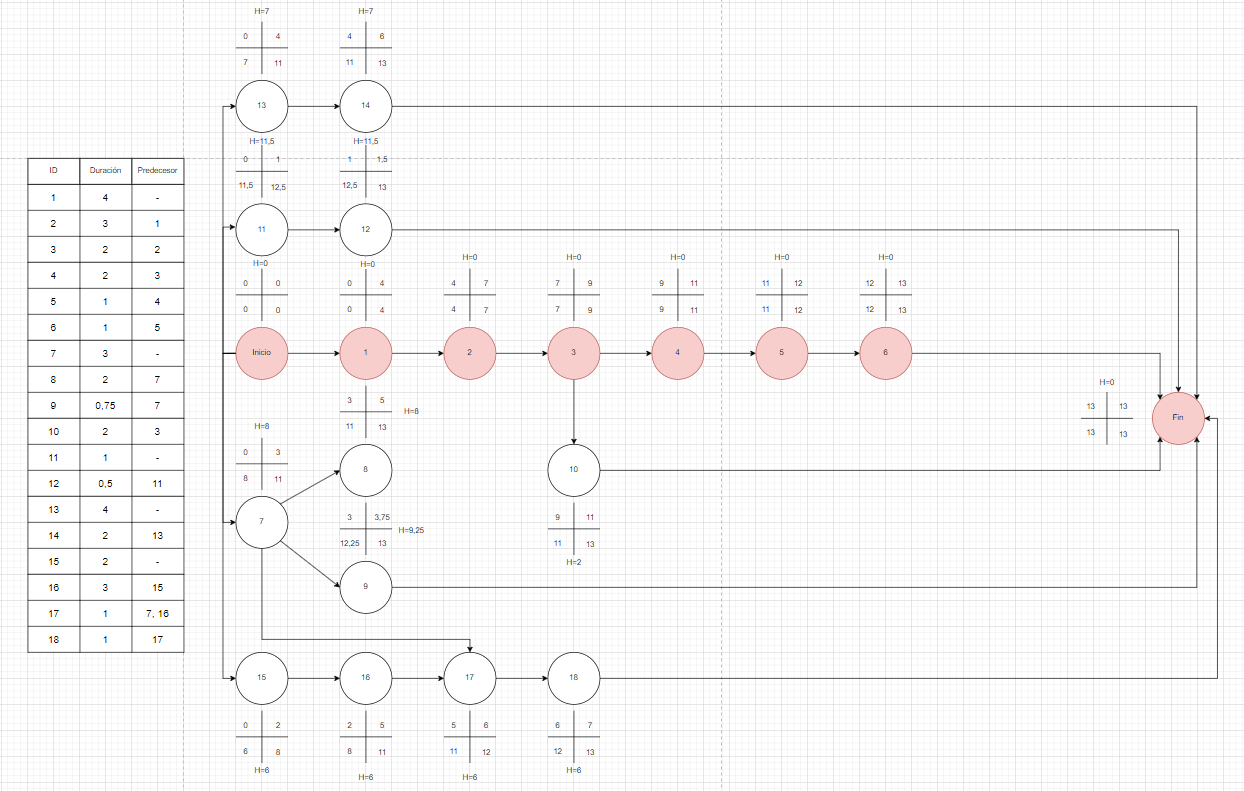 H=7 H=7
0 4 4 6
7 11 11 13
13 14
H=11,5 H=11,5
0 1 1 1,5
11,5 12,5 12,5 13
11 12
ID Duración Predecesor
1 4 -
2 3 1
3 2 2
4 2 3
5 1 4
6 1 5
7 3 -
8 2 7
9 0,75 7
10 2 3
11 1 -
12 0,5 11
13 4 -
14 2 13
15 2 -
16 3 15
17 1 7, 16
18 1 17
H=0 H=0 H=0 H=0 H=0 H=0 H=0
0 0 0 4 4 7 7 9 9 11 11 12 12 13
0 0 0 4 4 7 7 9 9 11 11 12 12 13
Inicio 1 2 3 4 5 6
H=0
13 13
13 13
Fin
3 5
11 13
H=8
8
H=8
0 3
8 11
7
10
9 11
11 13
H=2
3 3,75
12,25 13
H=9,25
9
15 16 17 18
0 2 2 5 5 6 6 7
6 8 8 11 11 12 12 13
H=6 H=6 H=6 H=6